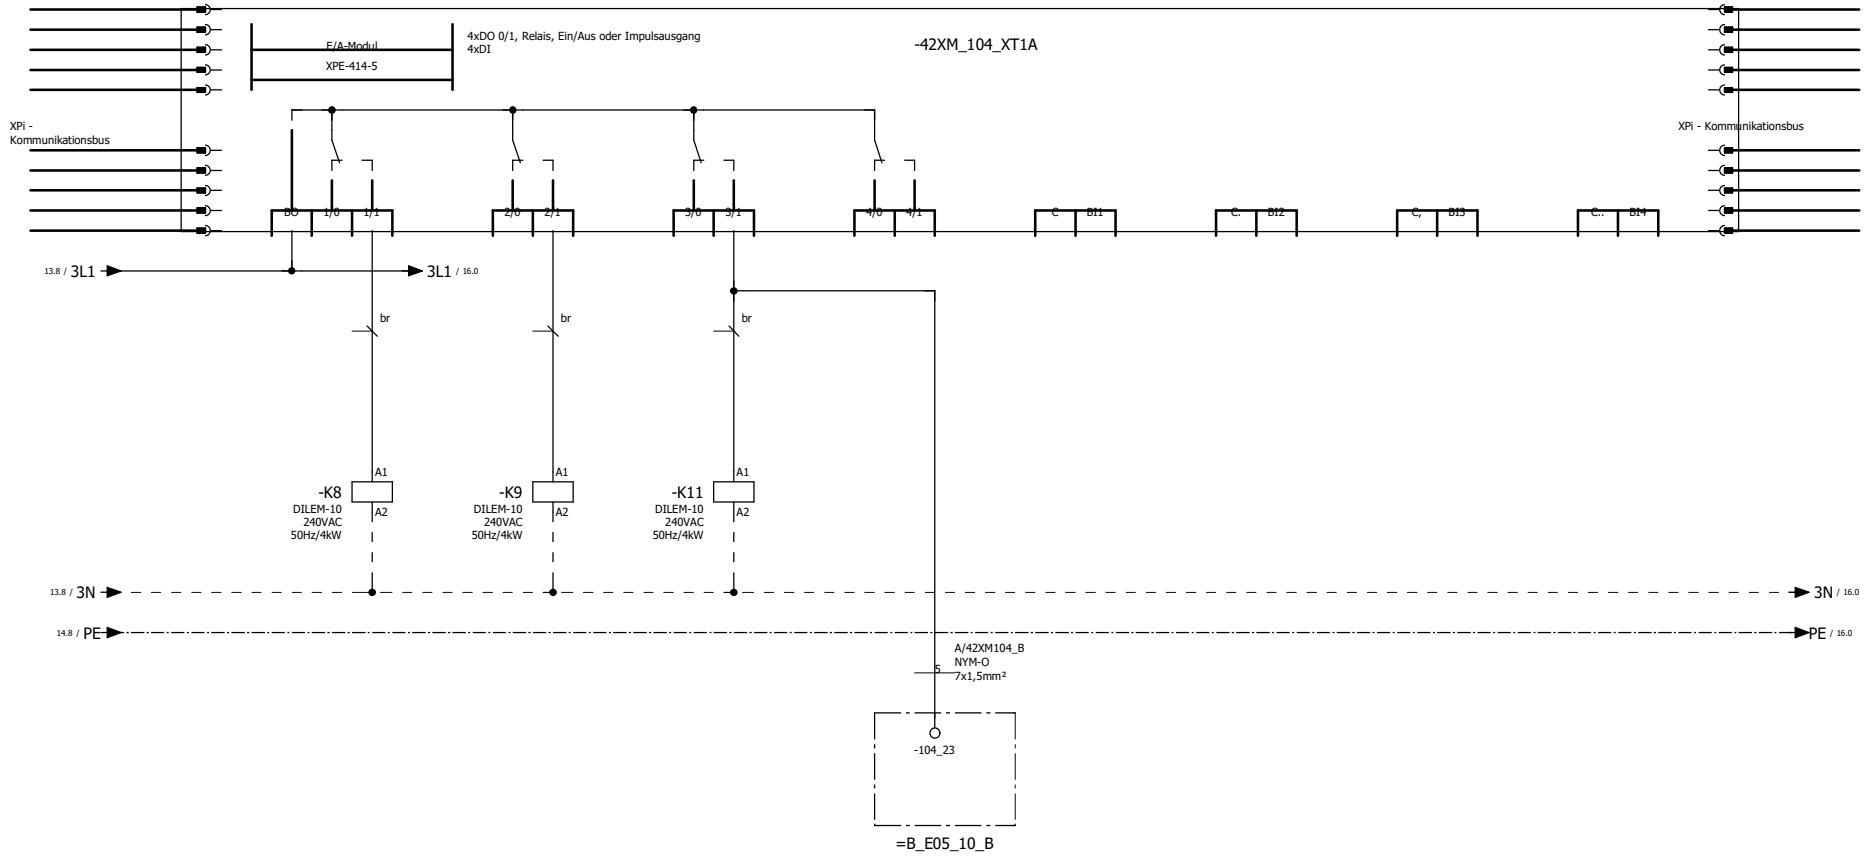 E/A-Modul
XPE-414-5
4xDO 0/1, Relais, Ein/Aus oder Impulsausgang
4xDI
-42XM_104_XT1A
XPi -
Kommunikationsbus
XPi - Kommunikationsbus
BO 1/0 1/1 2/0 2/1 3/0 3/1 4/0 4/1 C BI1 C. BI2 C, BI3 C.. BI4
13.8 / 3L1
3L1 / 16.0
br
br
br
A1
-K8
DILEM-10
240VAC
50Hz/4kW
A2
A1
-K9
DILEM-10
240VAC
50Hz/4kW
A2
A1
-K11
DILEM-10
240VAC
50Hz/4kW
A2
13.8 / 3N
3N / 16.0
14.8 / PE
PE / 16.0
A/42XM104_B
NYM-O
7x1,5mm²
5
-104_23
=B_E05_10_B